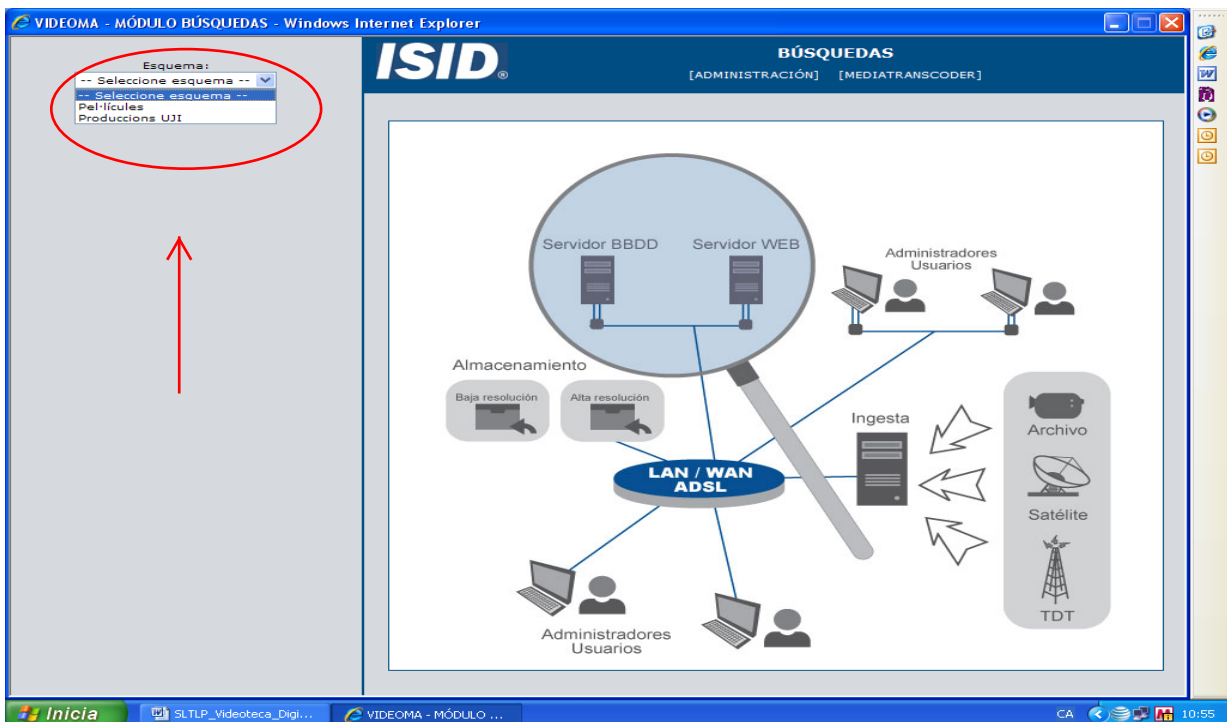 VIDEOMA - MÓDULO BÚSQUEDAS - Windows Internet Explorer
Esquema:
-- Seleccione esquema --
-- Seleccione esquema --
Pel·lícules
Produccions UJI
ISID®
BÚSQUEDAS
[ADMINISTRACIÓN] [MEDIATRANSCODER]
Servidor BBDD
Servidor WEB
Administradores
Usuarios
Almacenamiento
Baja resolución
Alta resolución
Ingesta
Archivo
LAN / WAN
ADSL
Satélite
TDT
Administradores
Usuarios
Inicia
SLTLP_Videoteca_Digi...
VIDEOMA - MÓDULO ...
CA
10:55